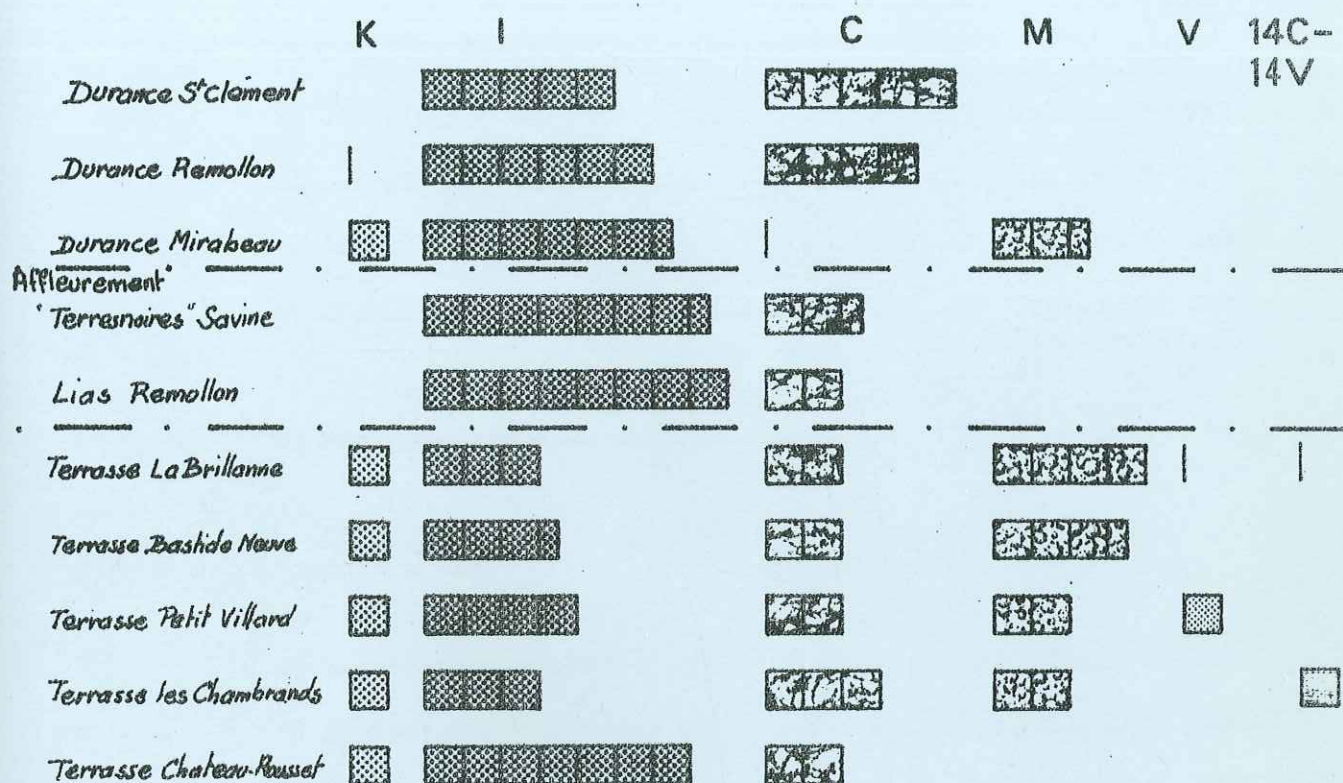 K I C M V 14C-
14V
Durance St clement
Durance Remollon
Durance Mirabeau
Affleurement
"Terresnoires" Savine
Lias Remollon
Terrasse La Brillanne
Terrasse Bastide Neuve
Terrasse Petit Villard
Terrasse les Chambrands
Terrasse Chateau-Rousset